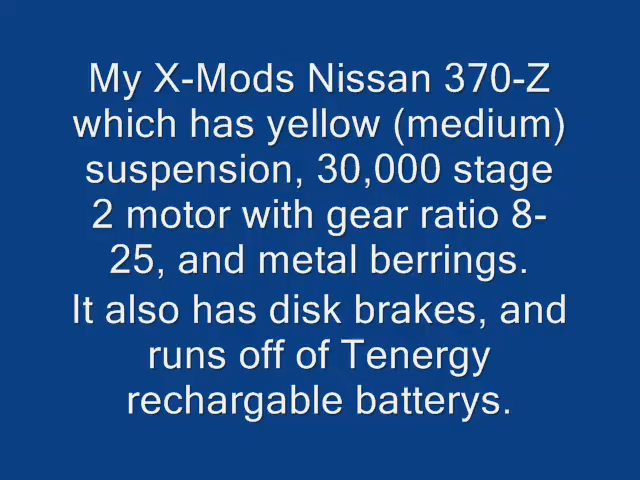 My X-Mods Nissan 370-Z
which has yellow (medium)
suspension, 30,000 stage
2 motor with gear ratio 8-
25, and metal berrings.
It also has disk brakes, and
runs off of Tenergy
rechargable batterys.